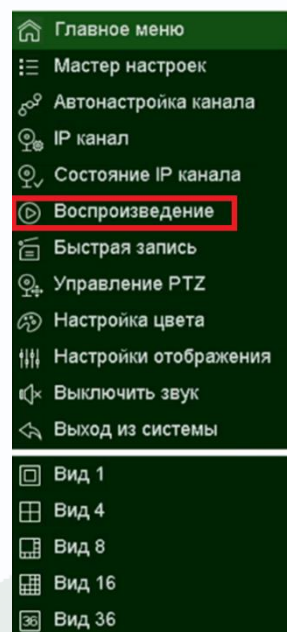 Главное меню
Мастер настроек
Автонастройка канала
IP канал
Состояние IP канала
Воспроизведение
Быстрая запись
Управление PTZ
Настройка цвета
Настройки отображения
Выключить звук
Выход из системы
Вид 1
Вид 4
Вид 8
Вид 16
36 Вид 36